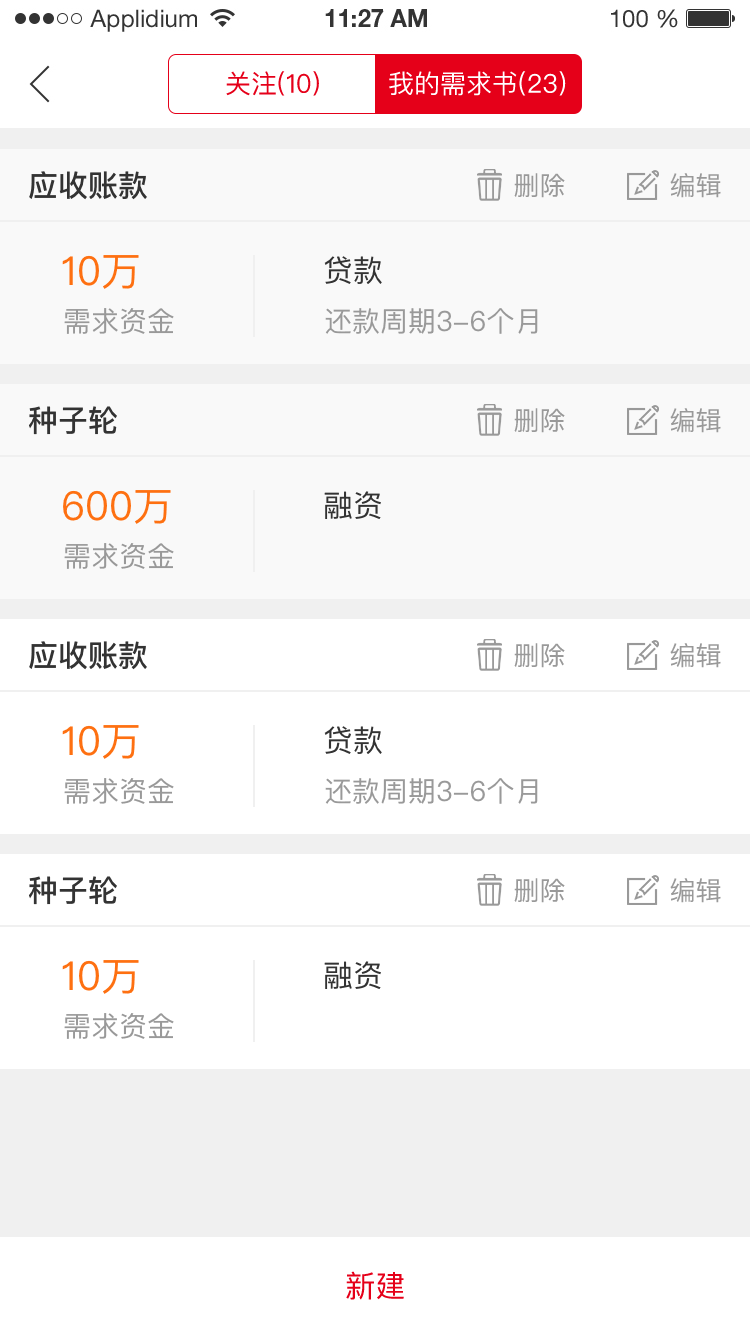 Applidium 11:27 AM 100 %
关注(10) 我的需求书(23)
应收账款 删除 编辑
10万 贷款
需求资金 还款周期3–6个月
种子轮 删除 编辑
600万 融资
需求资金
应收账款 删除 编辑
10万 贷款
需求资金 还款周期3–6个月
种子轮 删除 编辑
10万 融资
需求资金
新建